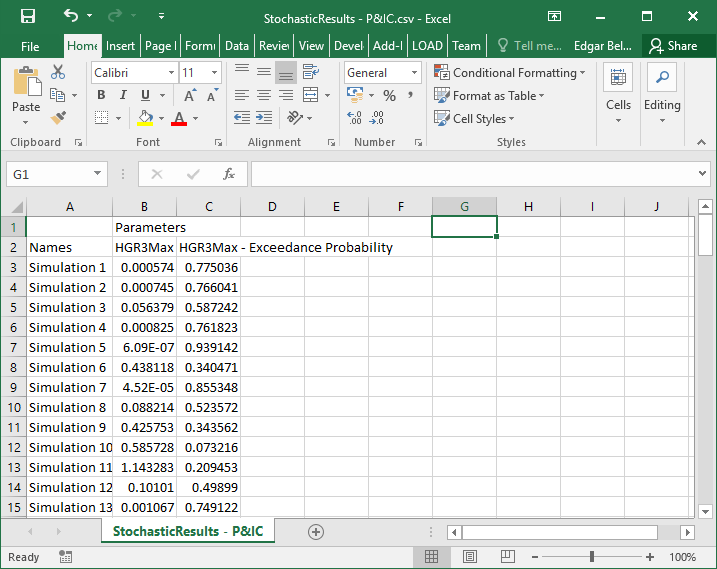 StochasticResults - P&IC.csv - Excel
File Home Insert Page Formu Data Review View Devel Add-Ins LOAD Team Tell me... Edgar Bel... Share
Calibri 11 General Conditional Formatting
Paste B I U A A % , Format as Table Cells Editing
A Cell Styles
Clipboard Font Alignment Number Styles
G1 fx
A B C D E F G H I J
1 Parameters
2 Names HGR3Max HGR3Max - Exceedance Probability
3 Simulation 1 0.000574 0.775036
4 Simulation 2 0.000745 0.766041
5 Simulation 3 0.056379 0.587242
6 Simulation 4 0.000825 0.761823
7 Simulation 5 6.09E-07 0.939142
8 Simulation 6 0.438118 0.340471
9 Simulation 7 4.52E-05 0.855348
10 Simulation 8 0.088214 0.523572
11 Simulation 9 0.425753 0.343562
12 Simulation 10 0.585728 0.073216
13 Simulation 11 1.143283 0.209453
14 Simulation 12 0.10101 0.49899
15 Simulation 13 0.001067 0.749122
StochasticResults - P&IC
Ready 100%